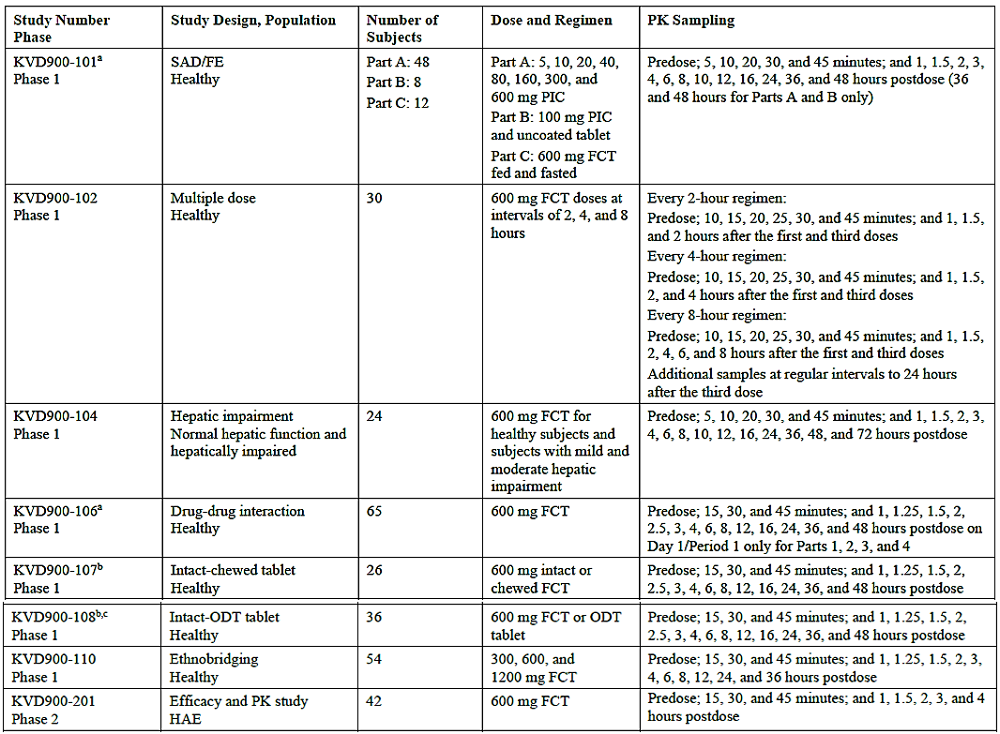 Study Number
Phase
Study Design, Population
Number of
Subjects
Dose and Regimen
PK Sampling
KVD900-101a
Phase 1
SAD/FE
Healthy
Part A: 48
Part B: 8
Part C: 12
Part A: 5, 10, 20, 40,
80, 160, 300, and
600 mg PIC
Part B: 100 mg PIC
and uncoated tablet
Part C: 600 mg FCT
fed and fasted
Predose; 5, 10, 20, 30, and 45 minutes; and 1, 1.5, 2, 3,
4, 6, 8, 10, 12, 16, 24, 36, and 48 hours postdose (36
and 48 hours for Parts A and B only)
KVD900-102
Phase 1
Multiple dose
Healthy
30
600 mg FCT doses at
intervals of 2, 4, and 8
hours
Every 2-hour regimen:
Predose; 10, 15, 20, 25, 30, and 45 minutes; and 1, 1.5,
and 2 hours after the first and third doses
Every 4-hour regimen:
Predose; 10, 15, 20, 25, 30, and 45 minutes; and 1, 1.5,
2, and 4 hours after the first and third doses
Every 8-hour regimen:
Predose; 10, 15, 20, 25, 30, and 45 minutes; and 1, 1.5,
2, 4, 6, and 8 hours after the first and third doses
Additional samples at regular intervals to 24 hours
after the third dose
KVD900-104
Phase 1
Hepatic impairment
Normal hepatic function and
hepatically impaired
24
600 mg FCT for
healthy subjects and
subjects with mild and
moderate hepatic
impairment
Predose; 5, 10, 20, 30, and 45 minutes; and 1, 1.5, 2, 3,
4, 6, 8, 10, 12, 16, 24, 36, 48, and 72 hours postdose
KVD900-106a
Phase 1
Drug-drug interaction
Healthy
65
600 mg FCT
Predose; 15, 30, and 45 minutes; and 1, 1.25, 1.5, 2,
2.5, 3, 4, 6, 8, 12, 16, 24, 36, and 48 hours postdose on
Day 1/Period 1 only for Parts 1, 2, 3, and 4
KVD900-107b
Phase 1
Intact-chewed tablet
Healthy
26
600 mg intact or
chewed FCT
Predose; 15, 30, and 45 minutes; and 1, 1.25, 1.5, 2,
2.5, 3, 4, 6, 8, 12, 16, 24, 36, and 48 hours postdose
KVD900-108b,c
Phase 1
Intact-ODT tablet
Healthy
36
600 mg FCT or ODT
tablet
Predose; 15, 30, and 45 minutes; and 1, 1.25, 1.5, 2,
2.5, 3, 4, 6, 8, 12, 16, 24, 36, and 48 hours postdose
KVD900-110
Phase 1
Ethnobridging
Healthy
54
300, 600, and
1200 mg FCT
Predose; 15, 30, and 45 minutes; and 1, 1.25, 1.5, 2, 3,
4, 6, 8, 12, 24, and 36 hours postdose
KVD900-201
Phase 2
Efficacy and PK study
HAE
42
600 mg FCT
Predose; 15, 30, and 45 minutes; and 1, 1.5, 2, 3, and 4
hours postdose